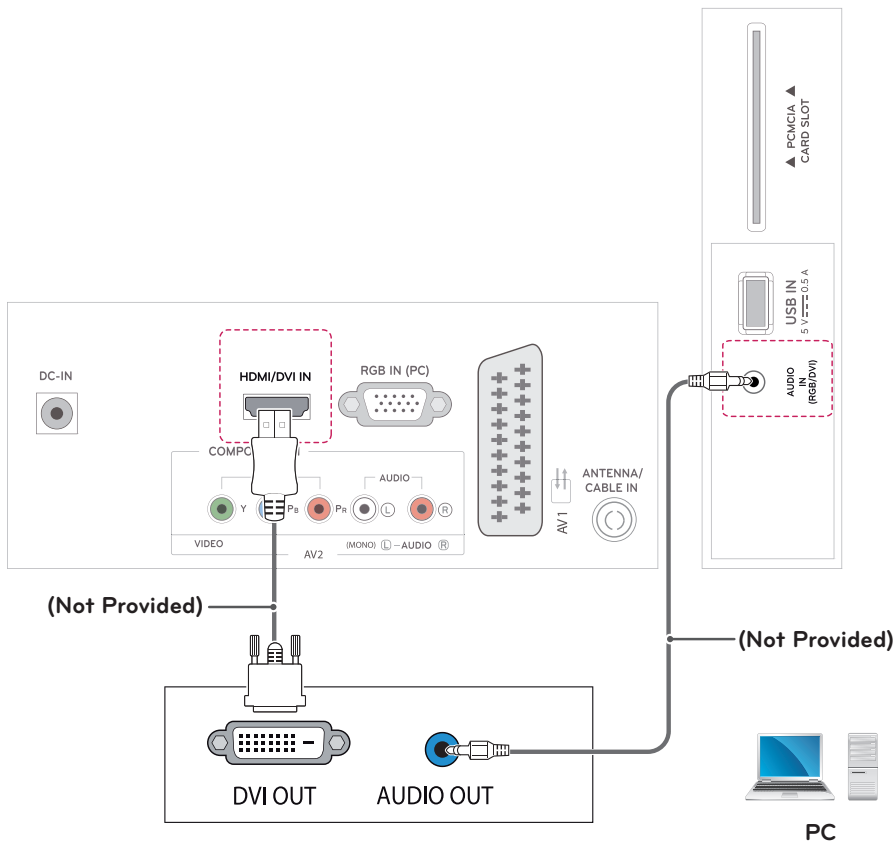 ▲ PCMCIA ▲
CARD SLOT
USB IN
5 V 0.5 A
AUDIO
IN
(RGB/DVI)
DC-IN
HDMI/DVI IN
RGB IN (PC)
ANTENNA/
CABLE IN
AV1
AUDIO
Y PB PR L R
VIDEO
(MONO) L – AUDIO R
AV2
(Not Provided)
(Not Provided)
DVI OUT
AUDIO OUT
PC